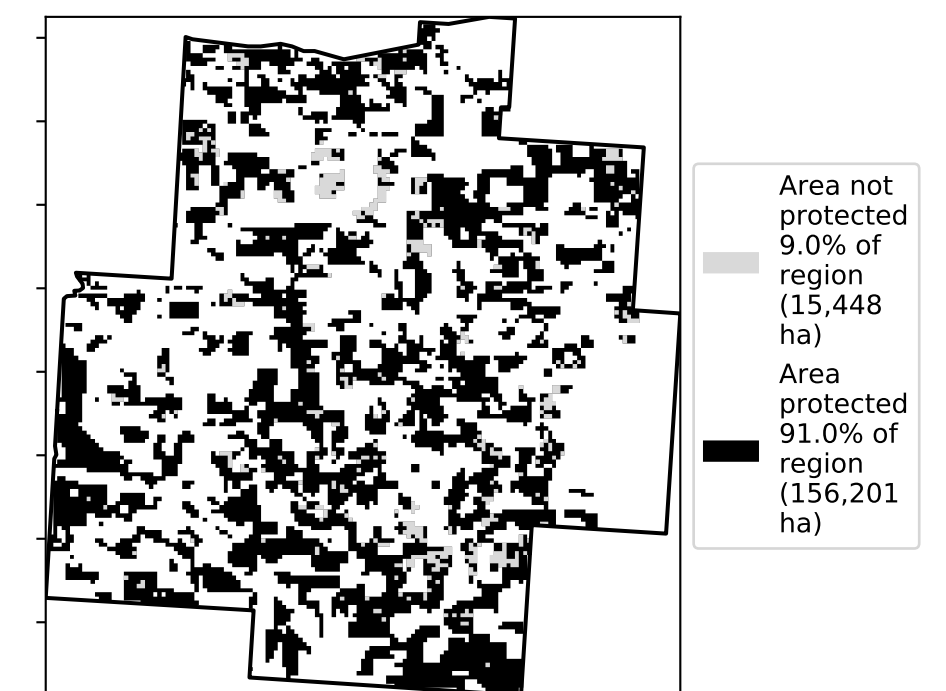 Area not
protected
9.0% of
region
(15,448
ha)
Area
protected
91.0% of
region
(156,201
ha)